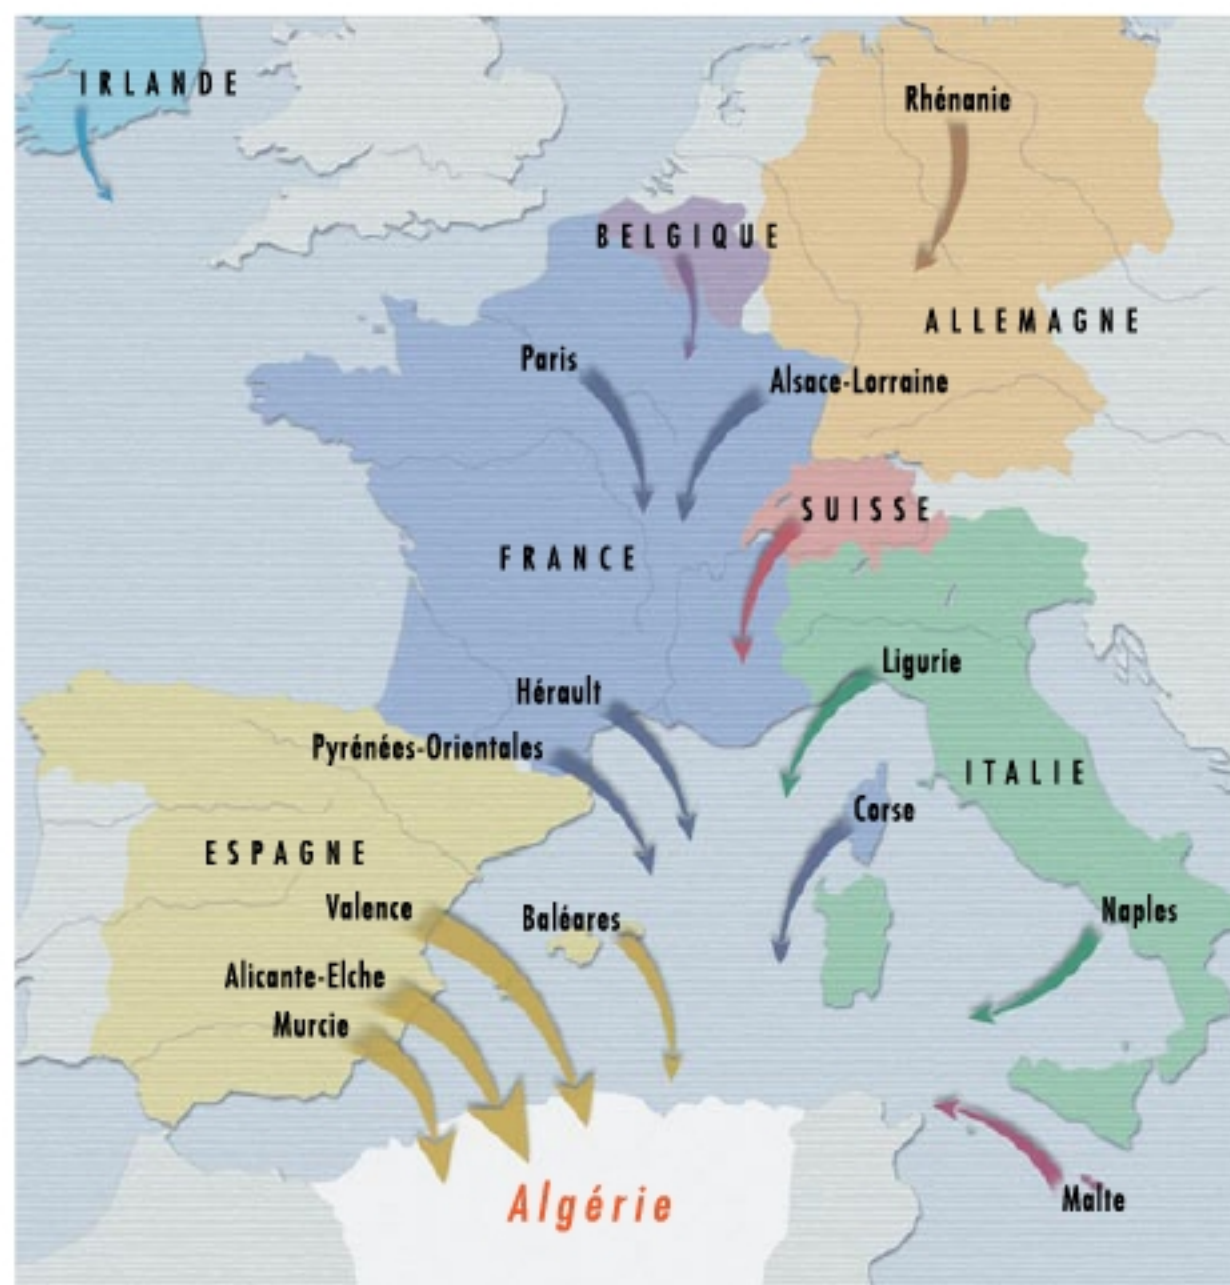 IRLANDE
Rhénanie
BELGIQUE
ALLEMAGNE
Paris
Alsace-Lorraine
SUISSE
FRANCE
Ligurie
Hérault
Pyrénées-Orientales
ITALIE
Corse
ESPAGNE
Valence
Baléares
Naples
Alicante-Elche
Murcie
Algérie
Malte